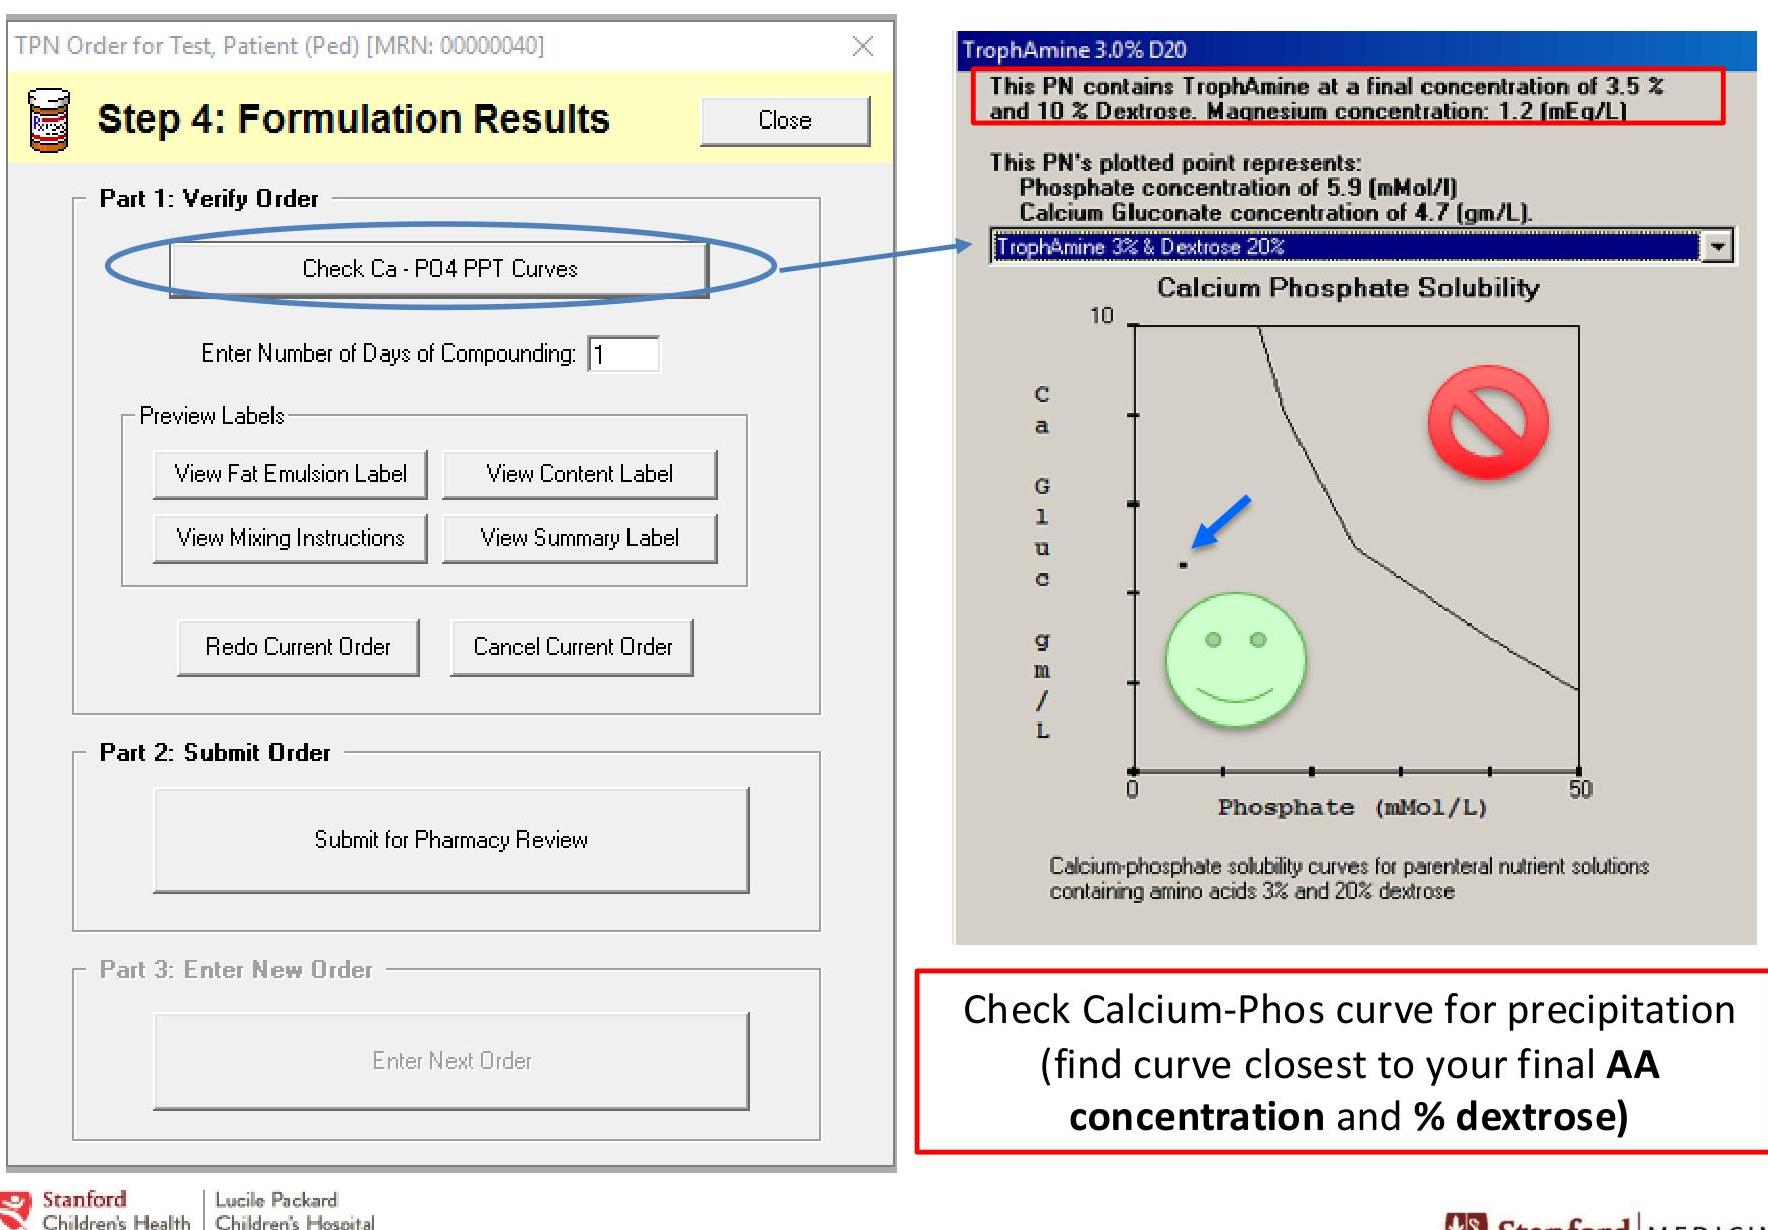 TPN Order for Test, Patient (Ped) [MRN: 00000040]
Step 4: Formulation Results
Close
Part 1: Verify Order
Check Ca - PO4 PPT Curves
Enter Number of Days of Compounding: 1
Preview Labels
View Fat Emulsion Label
View Content Label
View Mixing Instructions
View Summary Label
Redo Current Order
Cancel Current Order
Part 2: Submit Order
Submit for Pharmacy Review
Part 3: Enter New Order
Enter Next Order
TrophAmine 3.0% D20
This PN contains TrophAmine at a final concentration of 3.5 %
and 10 % Dextrose. Magnesium concentration: 1.2 (mEq/L)
This PN's plotted point represents:
Phosphate concentration of 5.9 (mMol/l)
Calcium Gluconate concentration of 4.7 (gm/L).
TrophAmine 3% & Dextrose 20%
Calcium Phosphate Solubility
10
Ca Gluc gm/L
0
50
Phosphate (mMol/L)
Calcium-phosphate solubility curves for parenteral nutrient solutions
containing amino acids 3% and 20% dextrose
Check Calcium-Phos curve for precipitation
(find curve closest to your final AA
concentration and % dextrose)
Stanford
Children's Health
Lucile Packard
Children's Hospital
Stanford